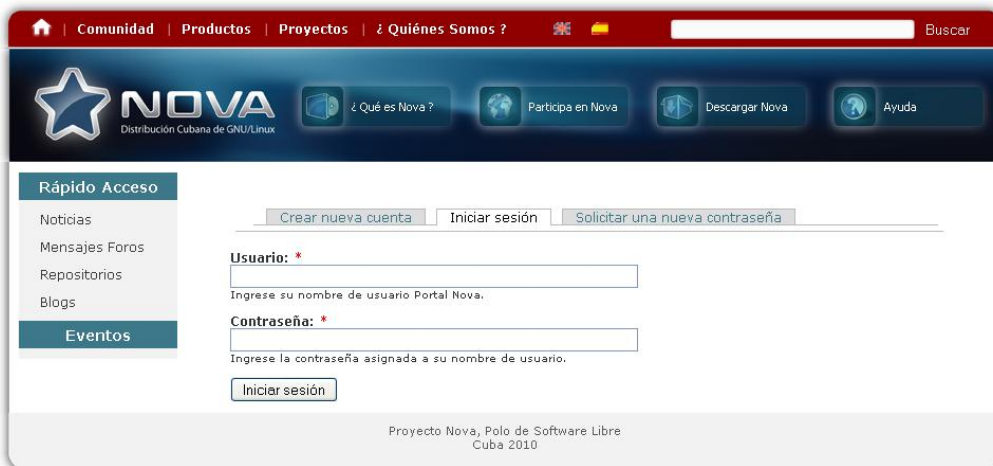 Comunidad | Productos | Proyectos | ¿ Quiénes Somos ? Buscar
NOVA
Distribución Cubana de GNU/Linux
¿ Qué es Nova ? Participa en Nova Descargar Nova Ayuda
Rápido Acceso
Noticias
Mensajes Foros
Repositorios
Blogs
Eventos
Crear nueva cuenta Iniciar sesión Solicitar una nueva contraseña
Usuario: *
Ingrese su nombre de usuario Portal Nova.
Contraseña: *
Ingrese la contraseña asignada a su nombre de usuario.
Iniciar sesión
Proyecto Nova, Polo de Software Libre
Cuba 2010